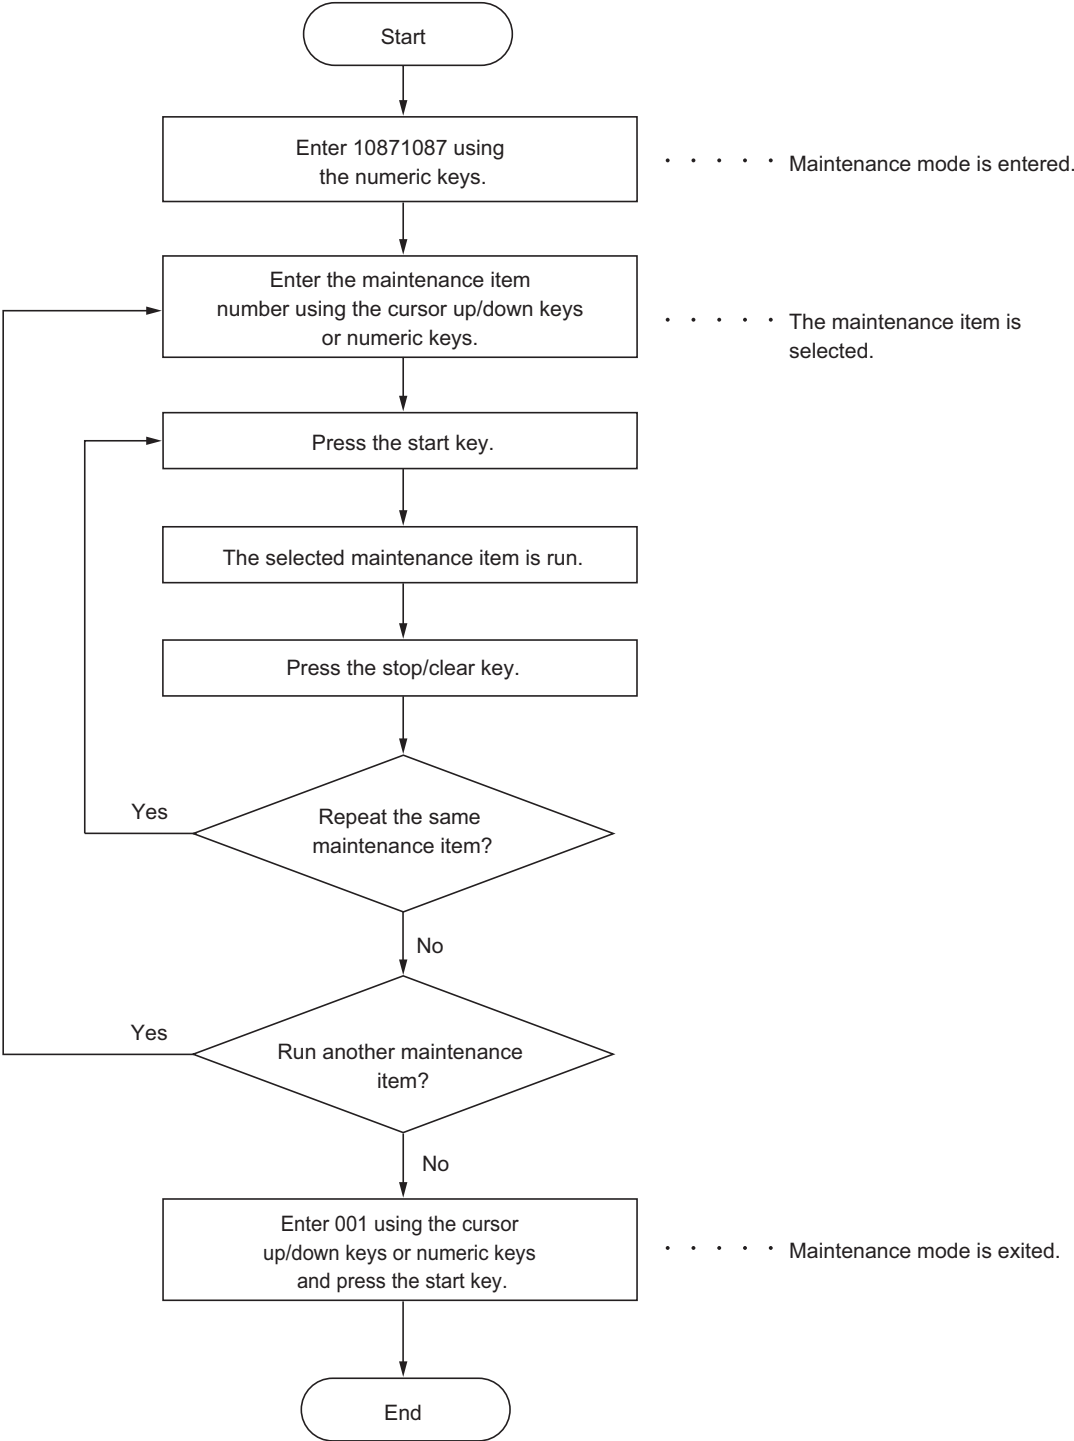 Start
Enter 10871087 using
the numeric keys.
Maintenance mode is entered.
Enter the maintenance item
number using the cursor up/down keys
or numeric keys.
The maintenance item is
selected.
Press the start key.
The selected maintenance item is run.
Press the stop/clear key.
Yes
Repeat the same
maintenance item?
No
Yes
Run another maintenance
item?
No
Enter 001 using the cursor
up/down keys or numeric keys
and press the start key.
Maintenance mode is exited.
End